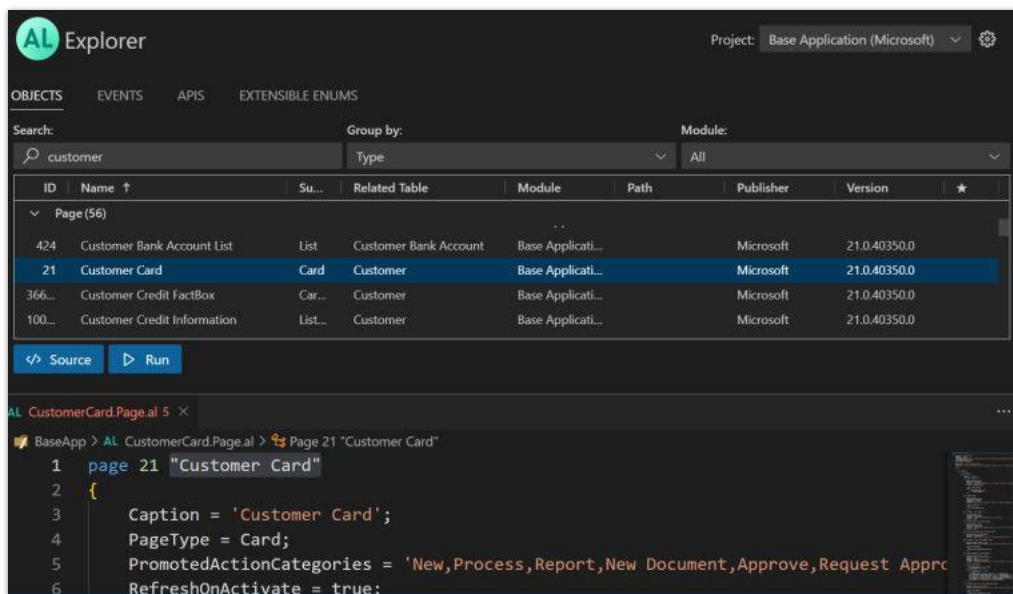 AL Explorer
Project: Base Application (Microsoft)
OBJECTS EVENTS APIS EXTENSIBLE ENUMS
Search: Group by: Module:
customer Type All
ID Name ↑ Su... Related Table Module Path Publisher Version ★
Page (56)
424 Customer Bank Account List List Customer Bank Account Base Applicati... Microsoft 21.0.40350.0
21 Customer Card Card Customer Base Applicati... Microsoft 21.0.40350.0
366... Customer Credit FactBox Car... Customer Base Applicati... Microsoft 21.0.40350.0
100... Customer Credit Information List... Customer Base Applicati... Microsoft 21.0.40350.0
</> Source Run
AL CustomerCard.Page.al 5 ×
BaseApp > AL CustomerCard.Page.al > Page 21 "Customer Card"
1 page 21 "Customer Card"
2 {
3 Caption = 'Customer Card';
4 PageType = Card;
5 PromotedActionCategories = 'New,Process,Report,New Document,Approve,Request Appro
6 RefreshOnActivate = true;